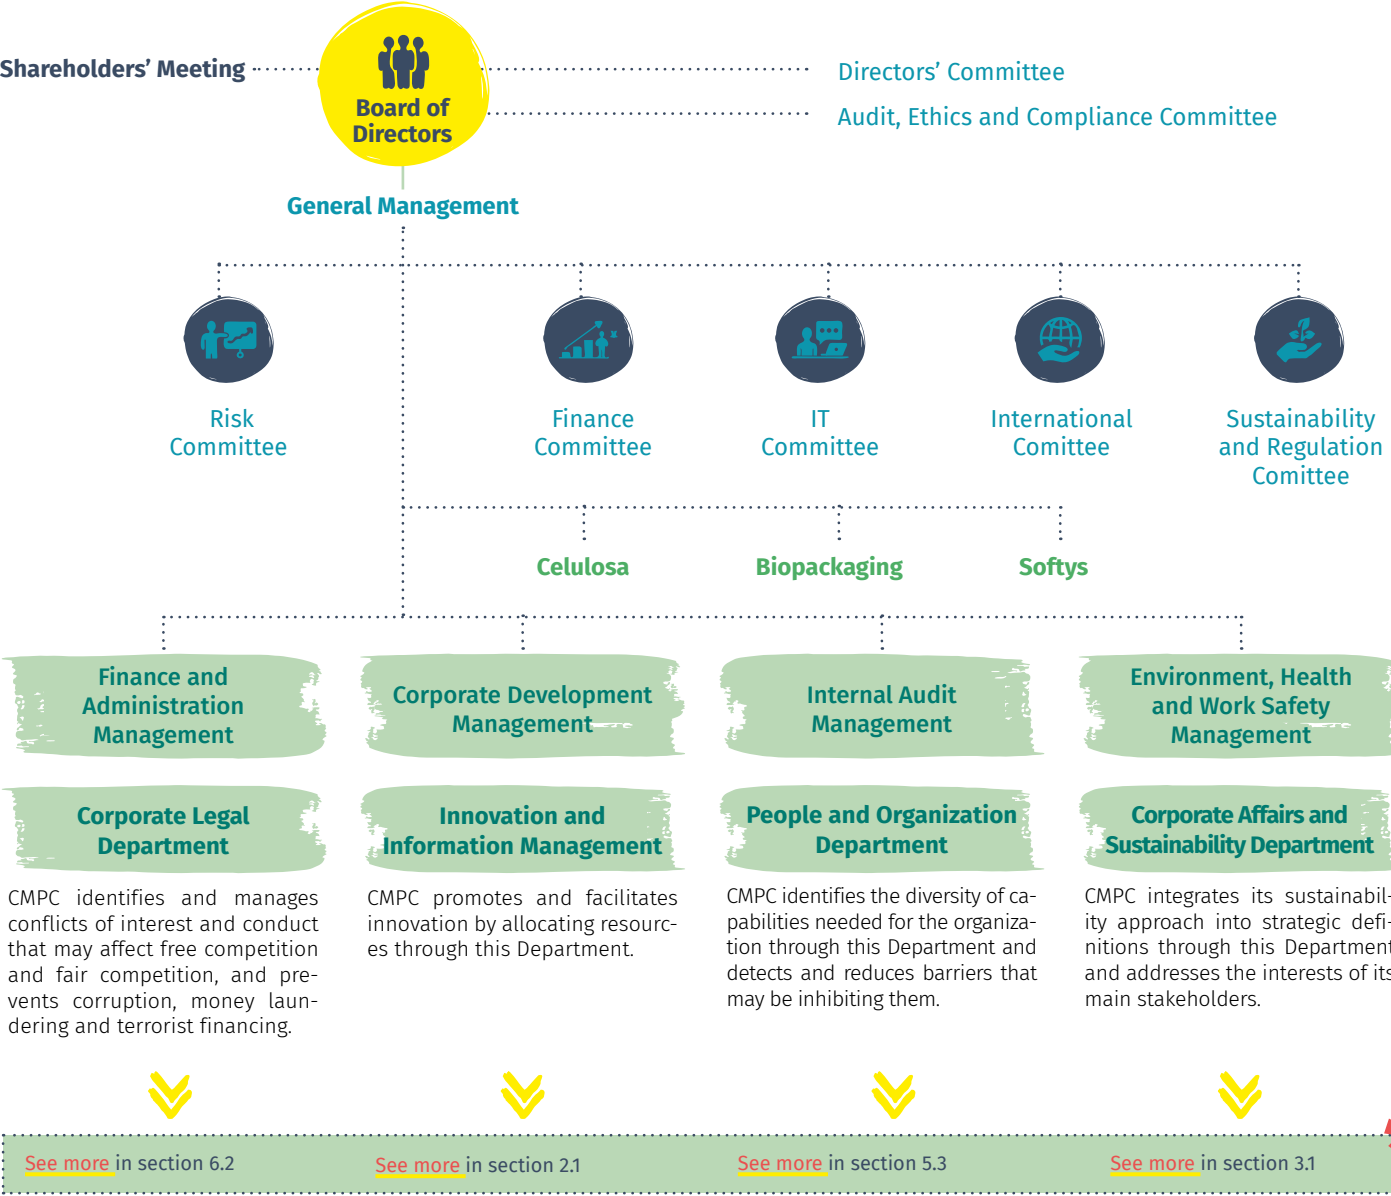 Shareholders’ Meeting
Board of
Directors
Directors’ Committee
Audit, Ethics and Compliance Committee
General Management
Risk
Committee
Finance
Committee
IT
Committee
International
Comittee
Sustainability
and Regulation
Comittee
Celulosa
Biopackaging
Softys
Finance and
Administration
Management
Corporate Development
Management
Internal Audit
Management
Environment, Health
and Work Safety
Management
Corporate Legal
Department
Innovation and
Information Management
People and Organization
Department
Corporate Affairs and
Sustainability Department
CMPC identifies and manages
conflicts of interest and conduct
that may affect free competition
and fair competition, and pre-
vents corruption, money laun-
dering and terrorist financing.
CMPC promotes and facilitates
innovation by allocating resourc-
es through this Department.
CMPC identifies the diversity of ca-
pabilities needed for the organiza-
tion through this Department and
detects and reduces barriers that
may be inhibiting them.
CMPC integrates its sustainabil-
ity approach into strategic defi-
nitions through this Department
and addresses the interests of its
main stakeholders.
See more in section 6.2
See more in section 2.1
See more in section 5.3
See more in section 3.1